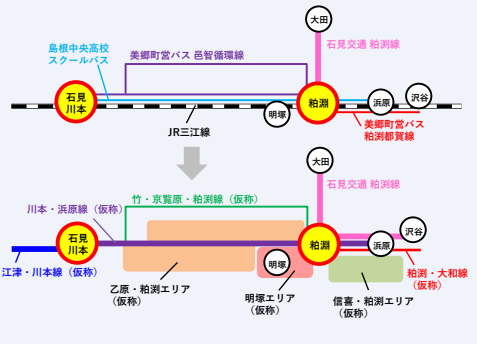 大田
島根中央高校
スクールバス
美郷町営バス 邑智循環線
石見交通 粕淵線
石見
川本
粕淵
明塚
浜原
沢谷
JR三江線
美郷町営バス
粕淵都賀線
大田
石見交通 粕淵線
竹・京覧原・粕渕線（仮称）
川本・浜原線（仮称）
石見
川本
粕淵
明塚
浜原
沢谷
江津・川本線（仮称）
乙原・粕渕エリア
（仮称）
明塚エリア
（仮称）
信喜・粕渕エリア
（仮称）
粕渕・大和線
（仮称）